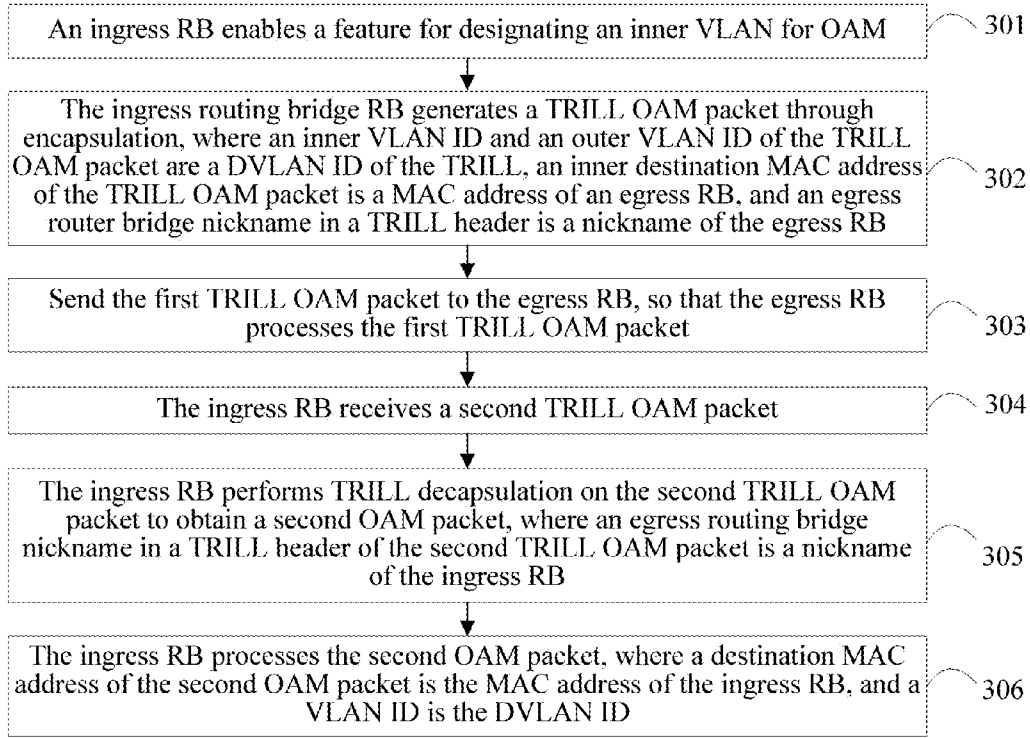 An ingress RB enables a feature for designating an inner VLAN for OAM
301
The ingress routing bridge RB generates a TRILL OAM packet through
encapsulation, where an inner VLAN ID and an outer VLAN ID of the TRILL
OAM packet are a DVLAN ID of the TRILL, an inner destination MAC address
of the TRILL OAM packet is a MAC address of an egress RB, and an egress
router bridge nickname in a TRILL header is a nickname of the egress RB
302
Send the first TRILL OAM packet to the egress RB, so that the egress RB
processes the first TRILL OAM packet
303
The ingress RB receives a second TRILL OAM packet
304
The ingress RB performs TRILL decapsulation on the second TRILL OAM
packet to obtain a second OAM packet, where an egress routing bridge
nickname in a TRILL header of the second TRILL OAM packet is a nickname
of the ingress RB
305
The ingress RB processes the second OAM packet, where a destination MAC
address of the second OAM packet is the MAC address of the ingress RB, and a
VLAN ID is the DVLAN ID
306